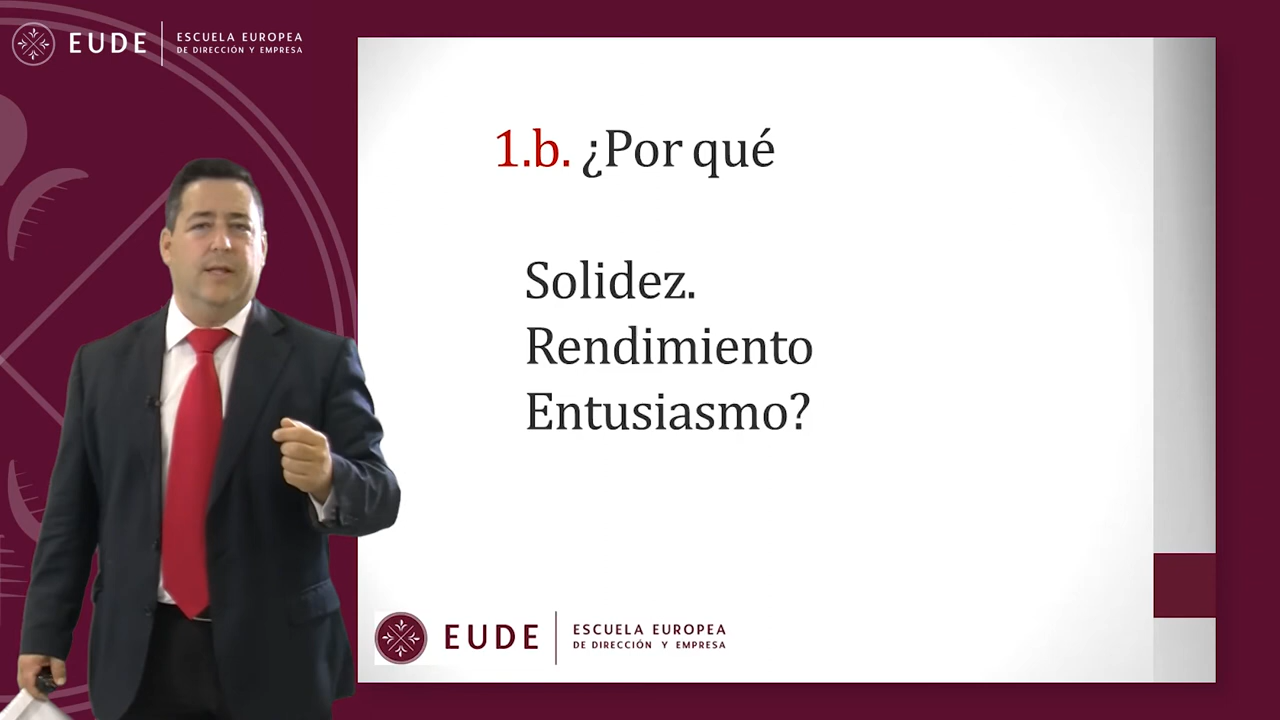 EUDE
ESCUELA EUROPEA
DE DIRECCIÓN Y EMPRESA
1.b. ¿Por qué
Solidez.
Rendimiento
Entusiasmo?
EUDE
ESCUELA EUROPEA
DE DIRECCIÓN Y EMPRESA